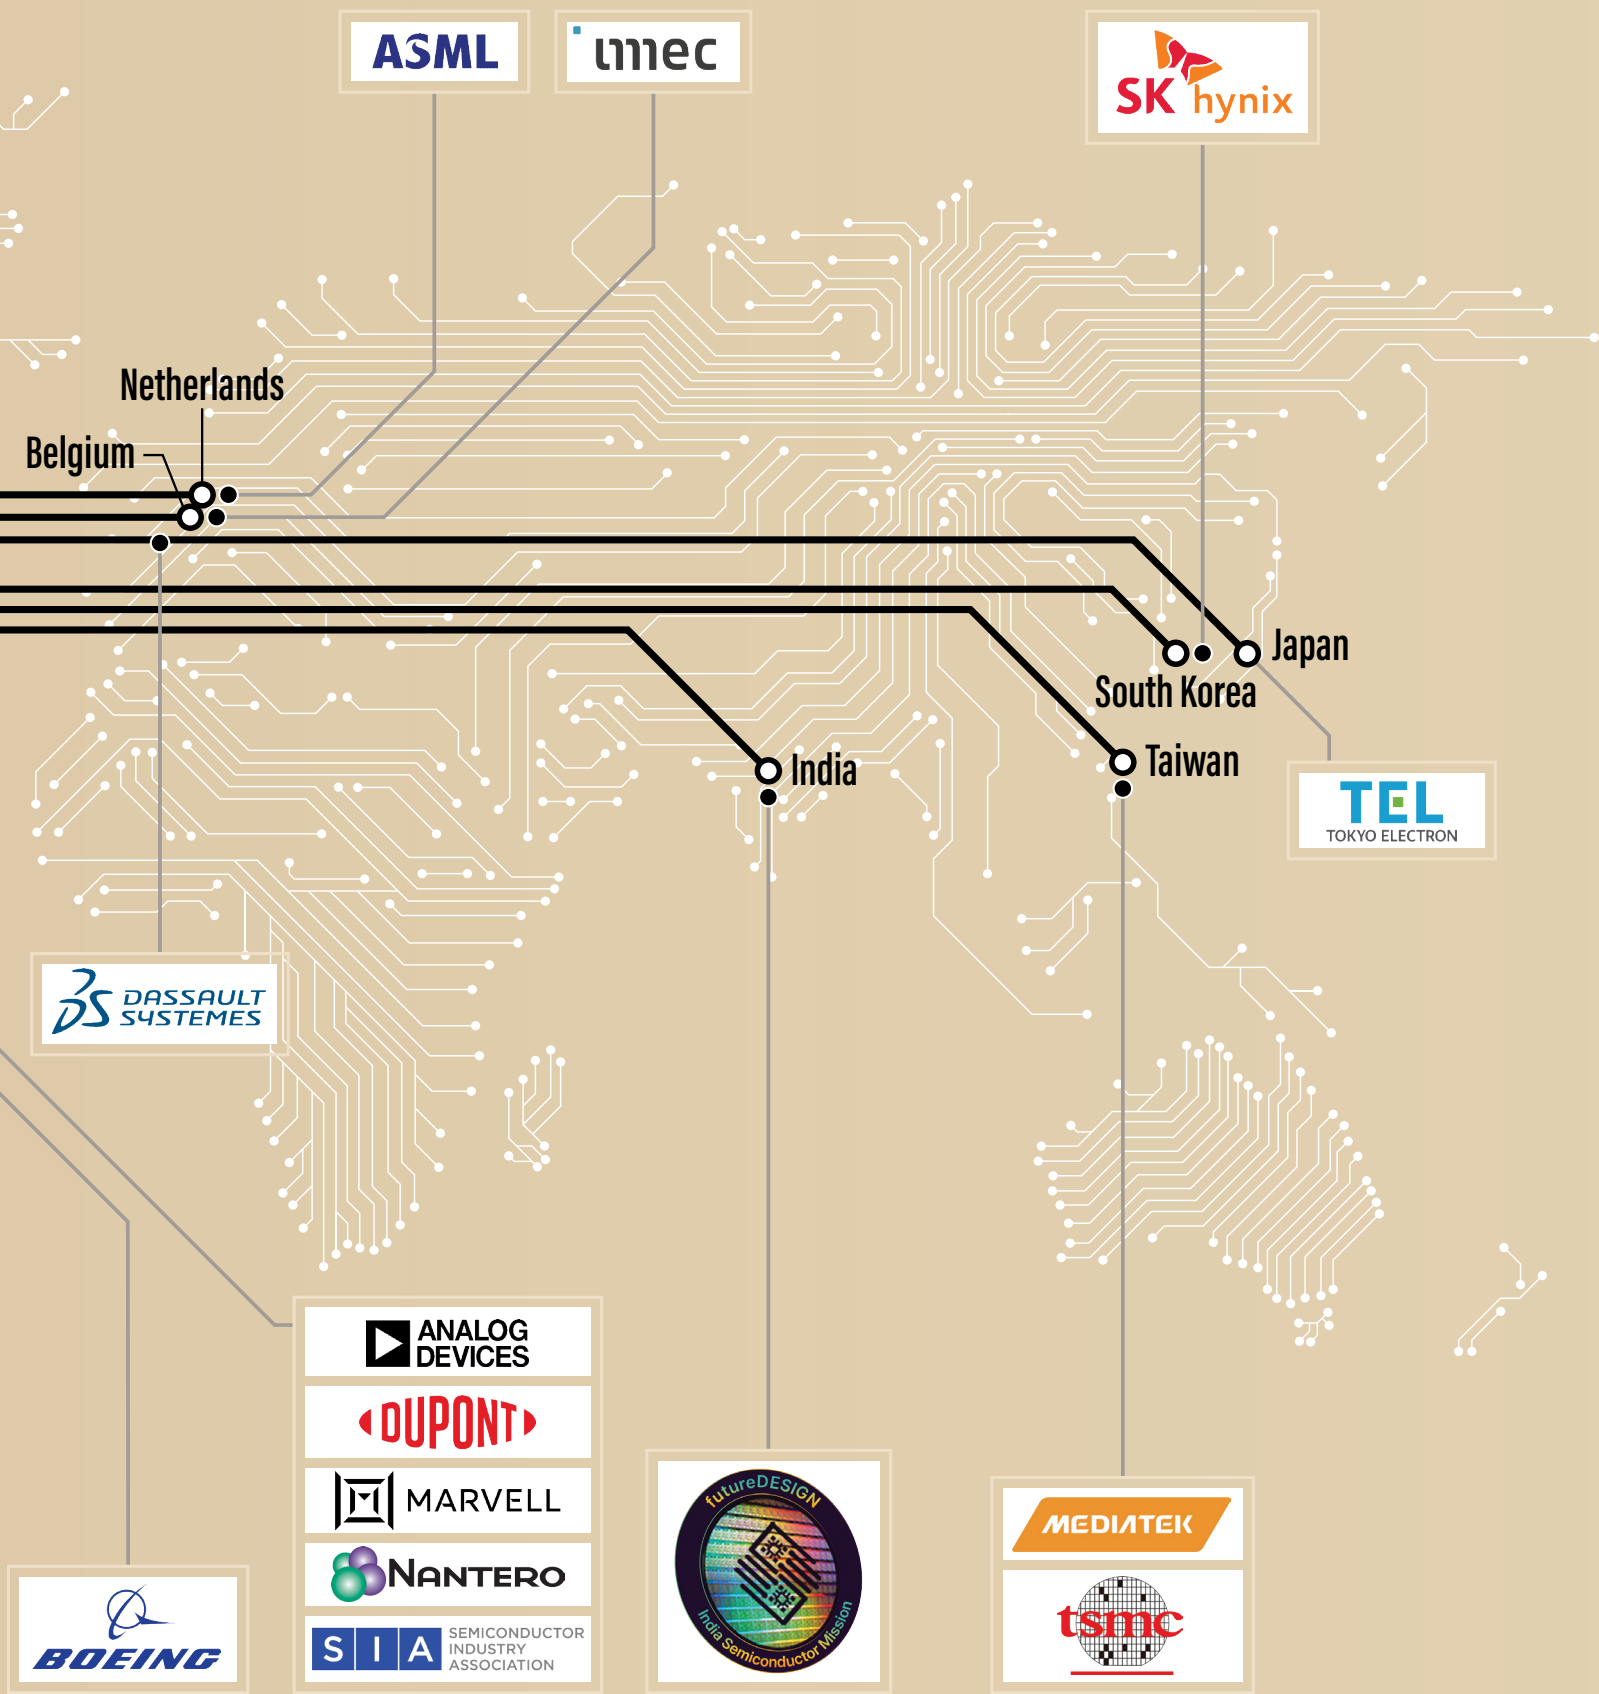 ASML
imec
SK hynix
Netherlands
Belgium
Japan
South Korea
Taiwan
India
TEL
TOKYO ELECTRON
DASSAULT
SYSTEMES
ANALOG
DEVICES
DUPONT
MARVELL
NANTERO
SIA
SEMICONDUCTOR
INDUSTRY
ASSOCIATION
BOEING
futureDESIGN
India Semiconductor Mission
MEDIATEK
tsmc